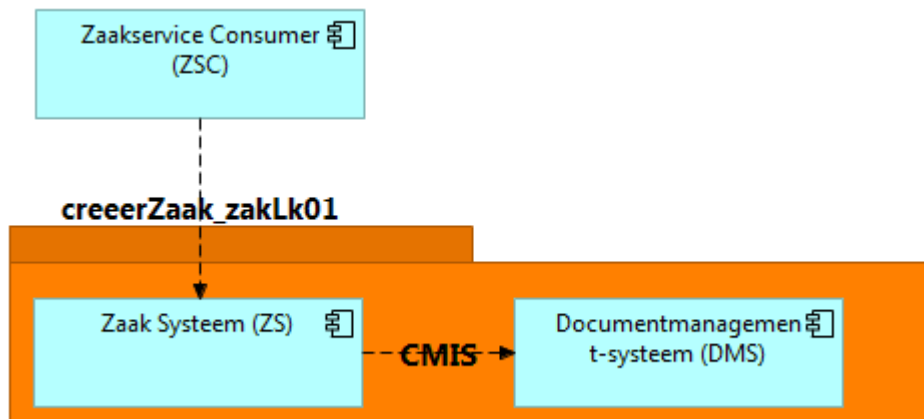 Zaakservice Consumer
(ZSC)
creeerZaak_zakLk01
Zaak Systeem (ZS)
CMIS
Documentmanagemen
t-systeem (DMS)